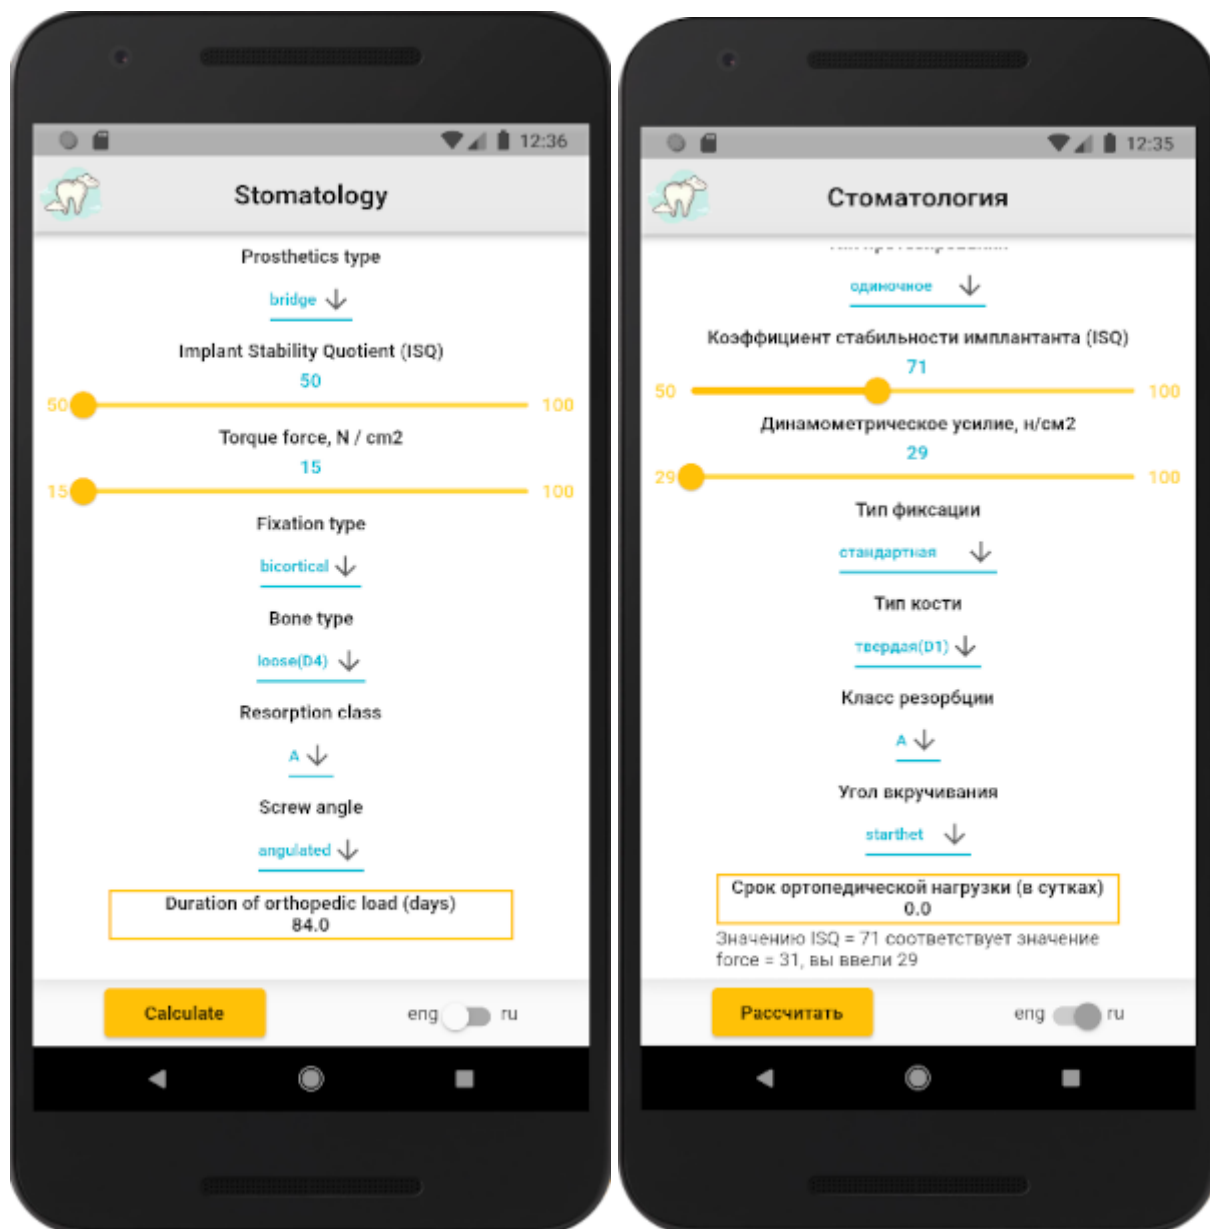 12:36
Stomatology
Prosthetics type
bridge
Implant Stability Quotient (ISQ)
50
50 100
Torque force, N / cm2
15
15 100
Fixation type
bicortical
Bone type
loose(D4)
Resorption class
A
Screw angle
angulated
Duration of orthopedic load (days)
84.0
Calculate eng ru
12:35
Стоматология
одиночное
Коэффициент стабильности имплантанта (ISQ)
71
50 100
Динамометрическое усилие, н/см2
29
29 100
Тип фиксации
стандартная
Тип кости
твердая(D1)
Класс резорбции
A
Угол вкручивания
starthet
Срок ортопедической нагрузки (в сутках)
0.0
Значению ISQ = 71 соответствует значение
force = 31, вы ввели 29
Рассчитать eng ru